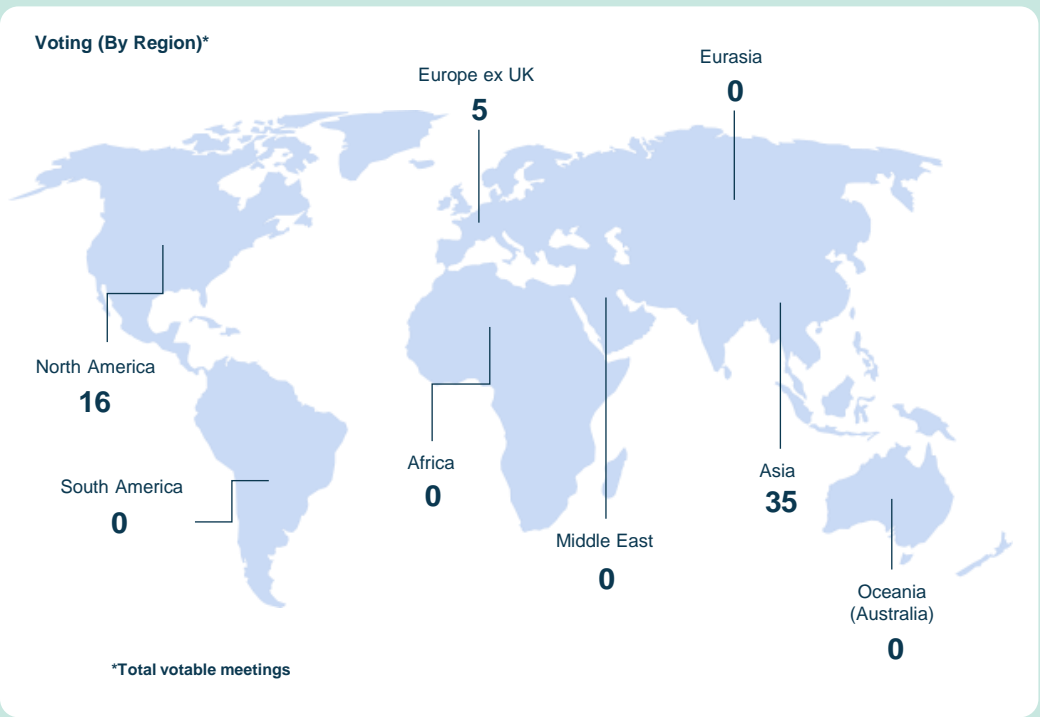 Voting (By Region)*
Eurasia
0
Europe ex UK
5
North America
16
South America
0
Africa
0
Middle East
0
Asia
35
Oceania
(Australia)
0
*Total votable meetings